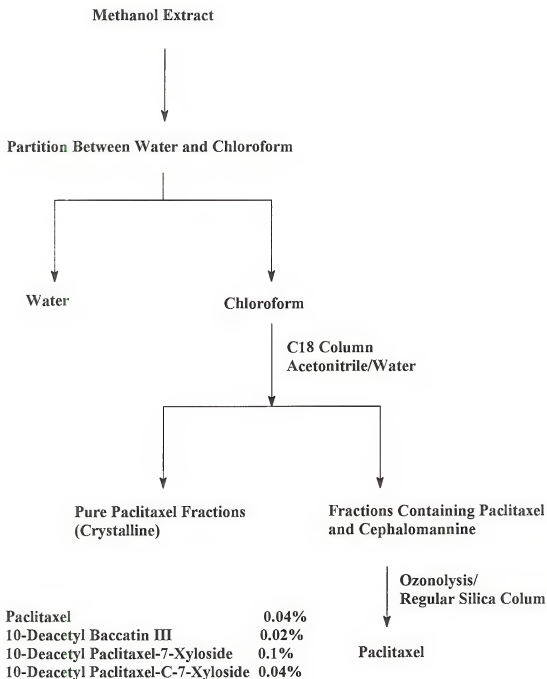 Methanol Extract
Partition Between Water and Chloroform
Water
Chloroform
C18 Column
Acetonitrile/Water
Pure Paclitaxel Fractions
(Crystalline)
Fractions Containing Paclitaxel
and Cephalomannine
Ozonolysis/
Regular Silica Colum
Paclitaxel
Paclitaxel 0.04%
10-Deacetyl Baccatin III 0.02%
10-Deacetyl Paclitaxel-7-Xyloside 0.1%
10-Deacetyl Paclitaxel-C-7-Xyloside 0.04%